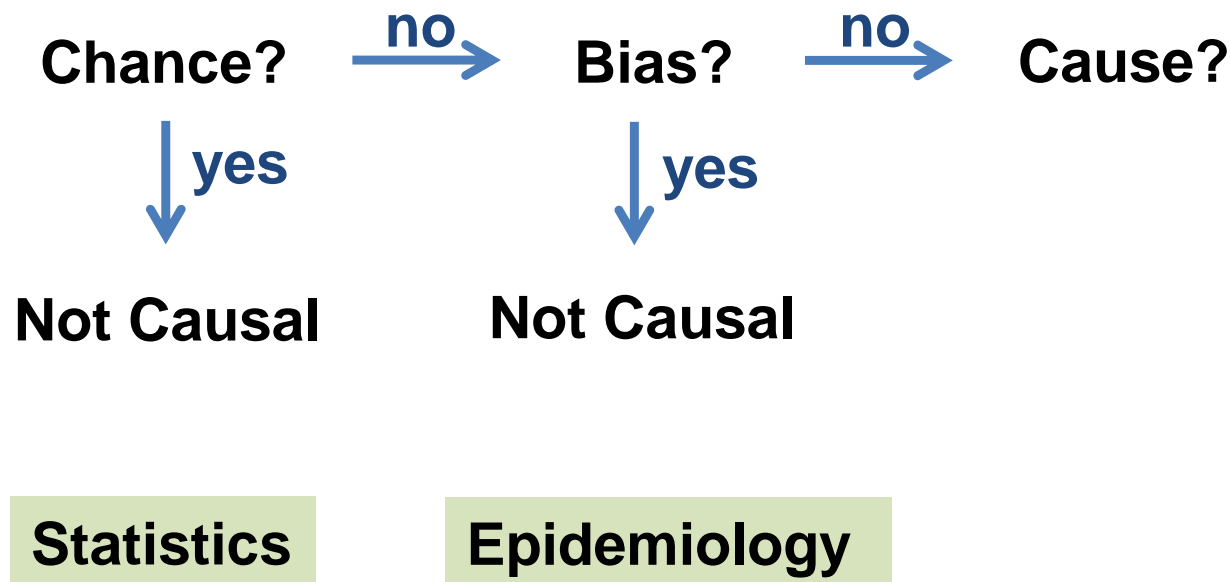 no
no
Chance?
Bias?
Cause?
yes
yes
Not Causal
Not Causal
Statistics
Epidemiology